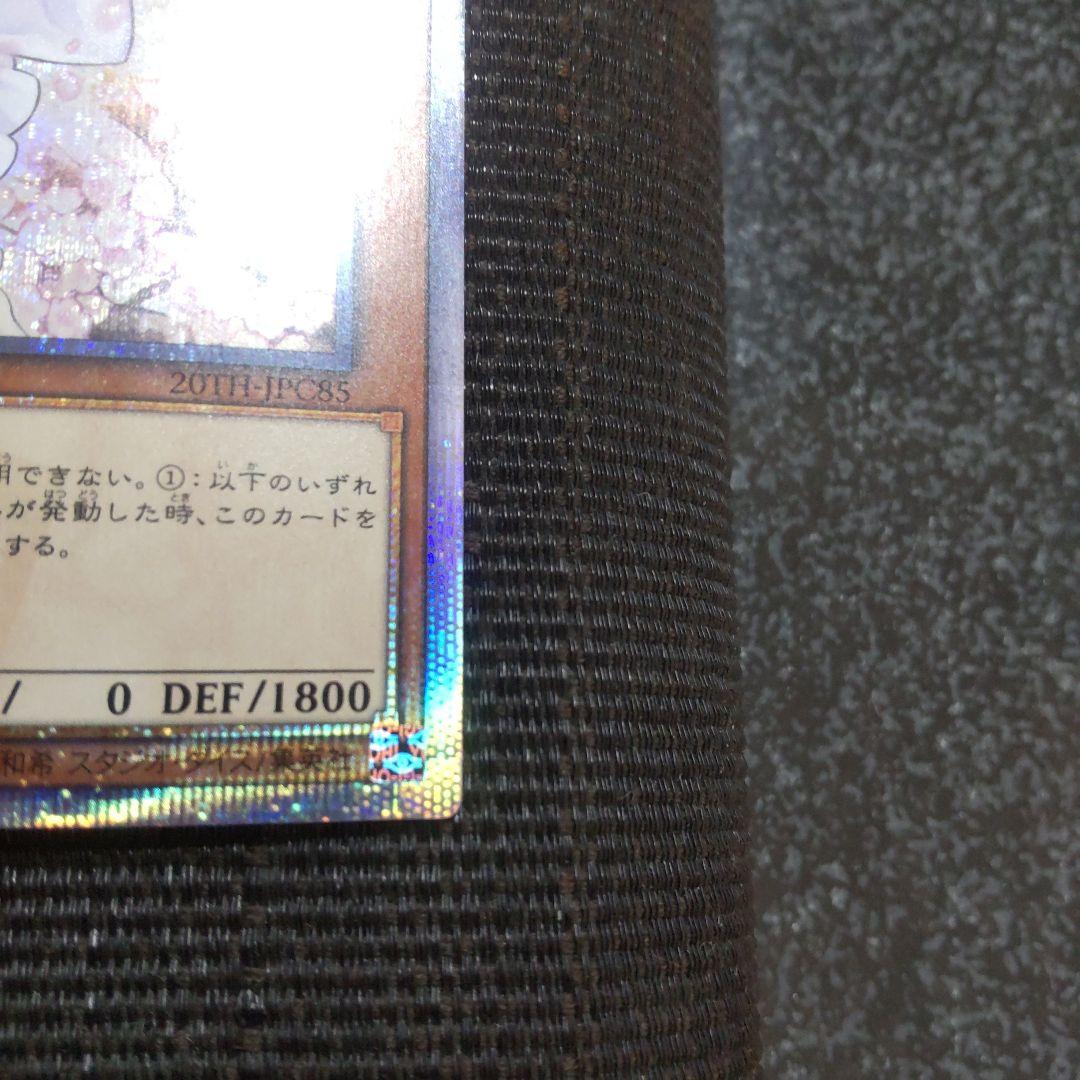 20TH-JPC85
用できない。①:以下のいずれ
が発動した時、このカードを
する。
/ 0 DEF/1800
和希 スタジオ・ダイス/集英社